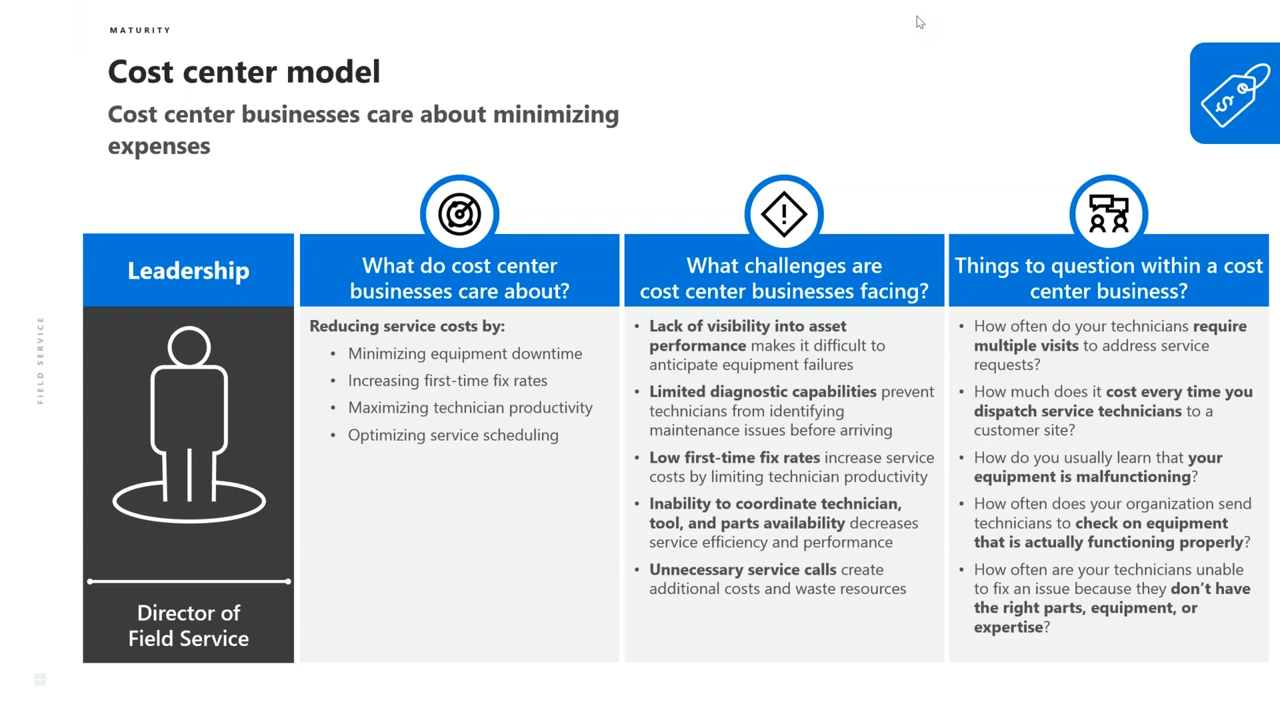 MATURITY
Cost center model
Cost center businesses care about minimizing
expenses
FIELD SERVICE
Leadership
Director of
Field Service
What do cost center
businesses care about?
Reducing service costs by:
• Minimizing equipment downtime
• Increasing first-time fix rates
• Maximizing technician productivity
• Optimizing service scheduling
What challenges are
cost center businesses facing?
• Lack of visibility into asset
performance makes it difficult to
anticipate equipment failures
• Limited diagnostic capabilities prevent
technicians from identifying
maintenance issues before arriving
• Low first-time fix rates increase service
costs by limiting technician productivity
• Inability to coordinate technician,
tool, and parts availability decreases
service efficiency and performance
• Unnecessary service calls create
additional costs and waste resources
Things to question within a cost
center business?
• How often do your technicians require
multiple visits to address service
requests?
• How much does it cost every time you
dispatch service technicians to a
customer site?
• How do you usually learn that your
equipment is malfunctioning?
• How often does your organization send
technicians to check on equipment
that is actually functioning properly?
• How often are your technicians unable
to fix an issue because they don't have
the right parts, equipment, or
expertise?